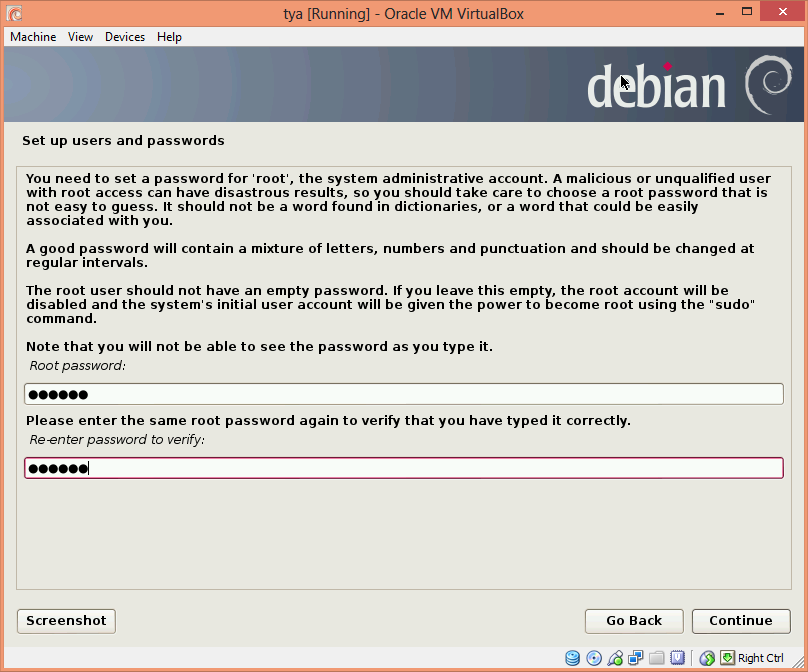 tya [Running] - Oracle VM VirtualBox
Machine View Devices Help
debian
Set up users and passwords
You need to set a password for 'root', the system administrative account. A malicious or unqualified user
with root access can have disastrous results, so you should take care to choose a root password that is
not easy to guess. It should not be a word found in dictionaries, or a word that could be easily
associated with you.
A good password will contain a mixture of letters, numbers and punctuation and should be changed at
regular intervals.
The root user should not have an empty password. If you leave this empty, the root account will be
disabled and the system's initial user account will be given the power to become root using the "sudo"
command.
Note that you will not be able to see the password as you type it.
Root password:
●●●●●●
Please enter the same root password again to verify that you have typed it correctly.
Re-enter password to verify:
●●●●●●
Screenshot Go Back Continue
Right Ctrl